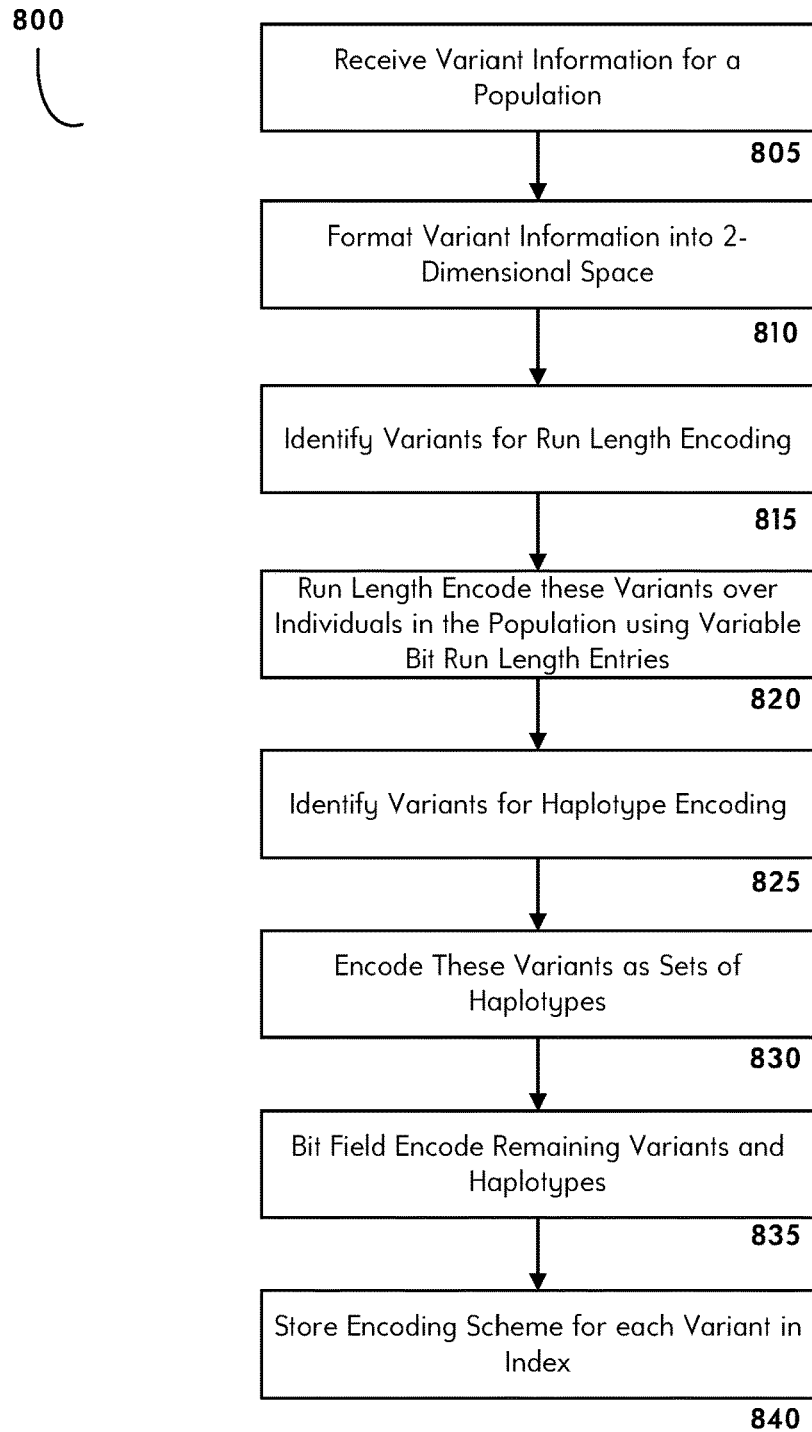 800
Receive Variant Information for a
Population
805
Format Variant Information into 2-
Dimensional Space
810
Identify Variants for Run Length Encoding
815
Run Length Encode these Variants over
Individuals in the Population using Variable
Bit Run Length Entries
820
Identify Variants for Haplotype Encoding
825
Encode These Variants as Sets of
Haplotypes
830
Bit Field Encode Remaining Variants and
Haplotypes
835
Store Encoding Scheme for each Variant in
Index
840